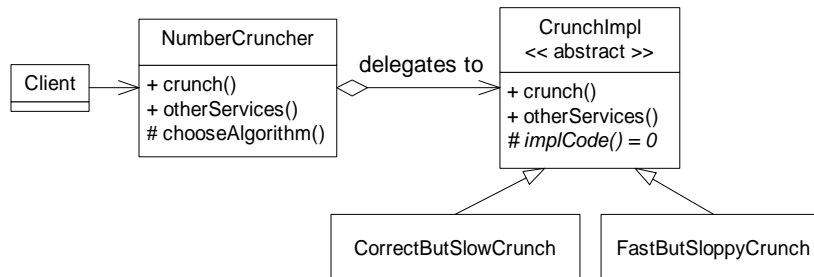 Client
NumberCruncher
+ crunch()
+ otherServices()
# chooseAlgorithm()
delegates to
CrunchImpl
<< abstract >>
+ crunch()
+ otherServices()
# implCode() = 0
CorrectButSlowCrunch
FastButSloppyCrunch